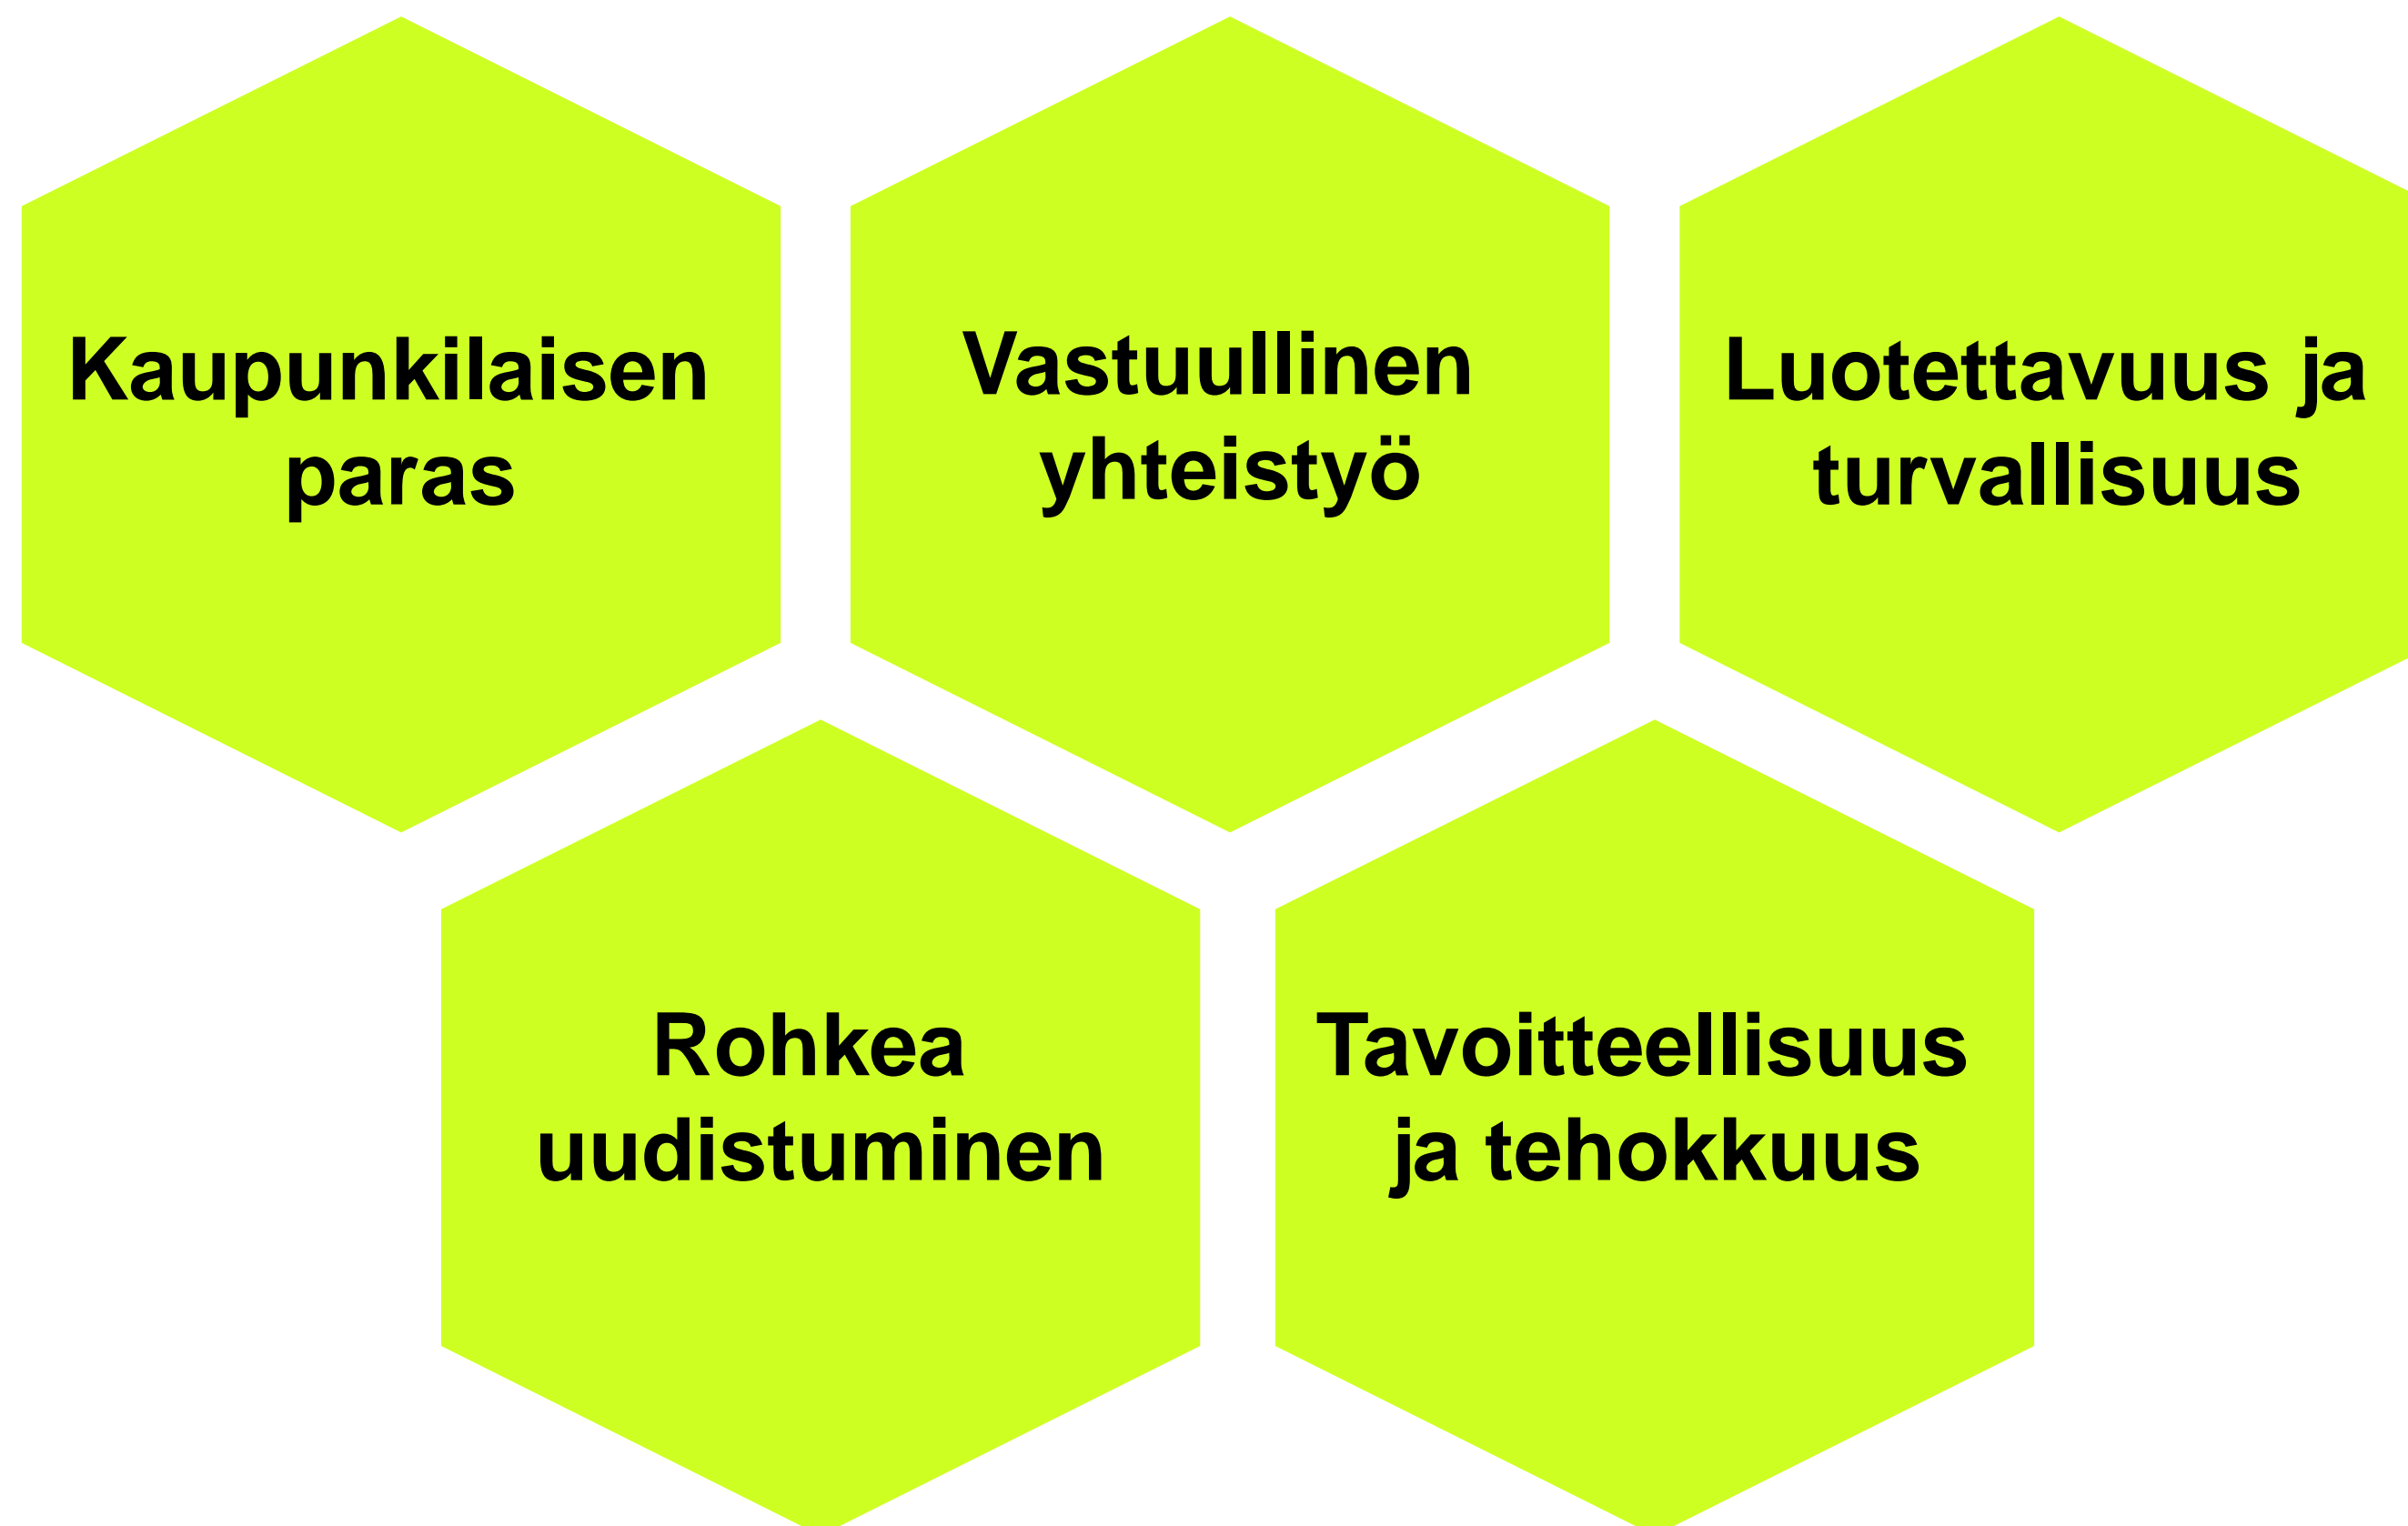 Kaupunkilaisen
paras
Vastuullinen
yhteistyö
Luotettavuus ja
turvallisuus
Rohkea
uudistuminen
Tavoitteellisuus
ja tehokkuus